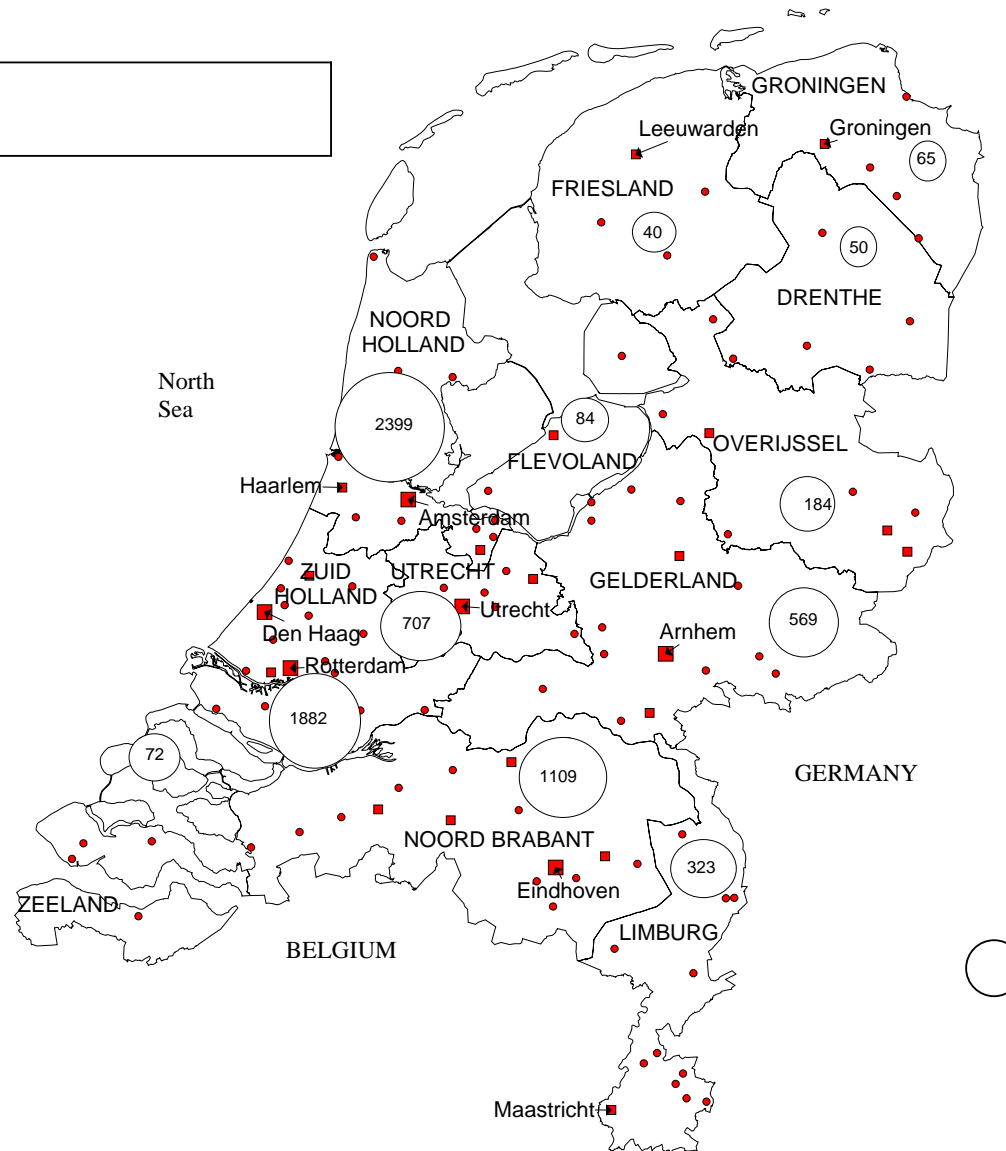 GRONINGEN
Leeuwarden
Groningen
65
FRIESLAND
40
50
DRENTHE
NOORD
HOLLAND
North
Sea
2399
84
OVERIJSSEL
FLEVOLAND
Haarlem
184
Amsterdam
ZUID
HOLLAND
UTRECHT
GELDERLAND
Utrecht
707
569
Den Haag
Arnhem
Rotterdam
1882
72
1109
GERMANY
NOORD BRABANT
323
Eindhoven
ZEELAND
LIMBURG
BELGIUM
Maastricht